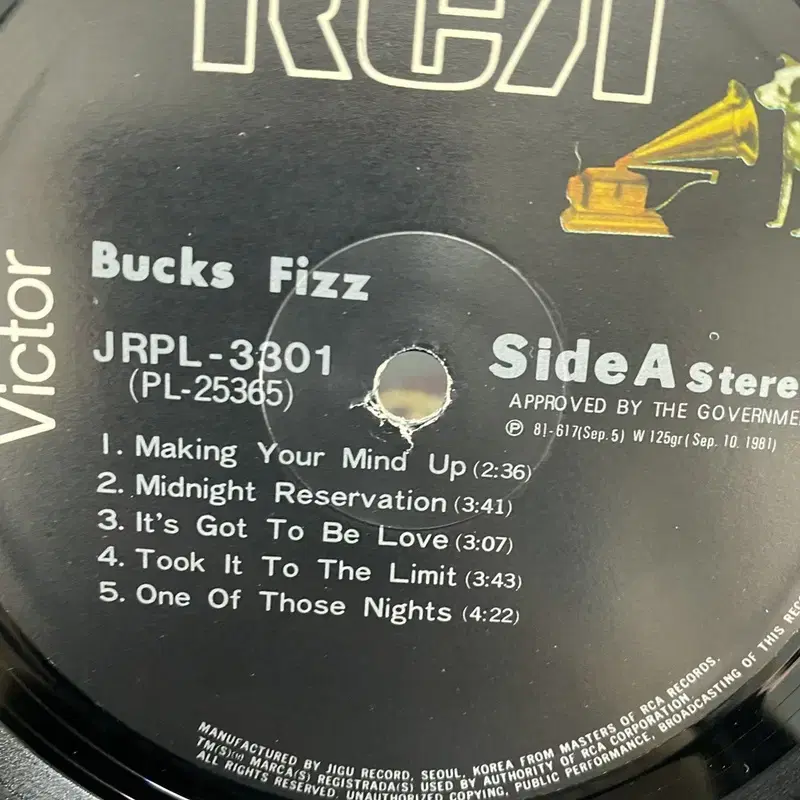 RCA
Victor
Bucks Fizz
JRPL-3301
(PL-25365)
Side A Stere
APPROVED BY THE GOVERNME
Ⓟ 81-617(Sep.5) W 125gr(Sep. 10. 1981)
1. Making Your Mind Up (2:36)
2. Midnight Reservation (3:41)
3. It's Got To Be Love (3:07)
4. Took It To The Limit (3:43)
5. One Of Those Nights (4:22)
MANUFACTURED BY JIGU RECORD, SEOUL, KOREA FROM MASTERS OF RCA RECORDS.
TM(S)® MARCA(S) REGISTRADA(S) USED BY AUTHORITY OF RCA CORPORATION.
ALL RIGHTS RESERVED. UNAUTHORIZED COPYING, PUBLIC PERFORMANCE, BROADCASTING OF THIS REC